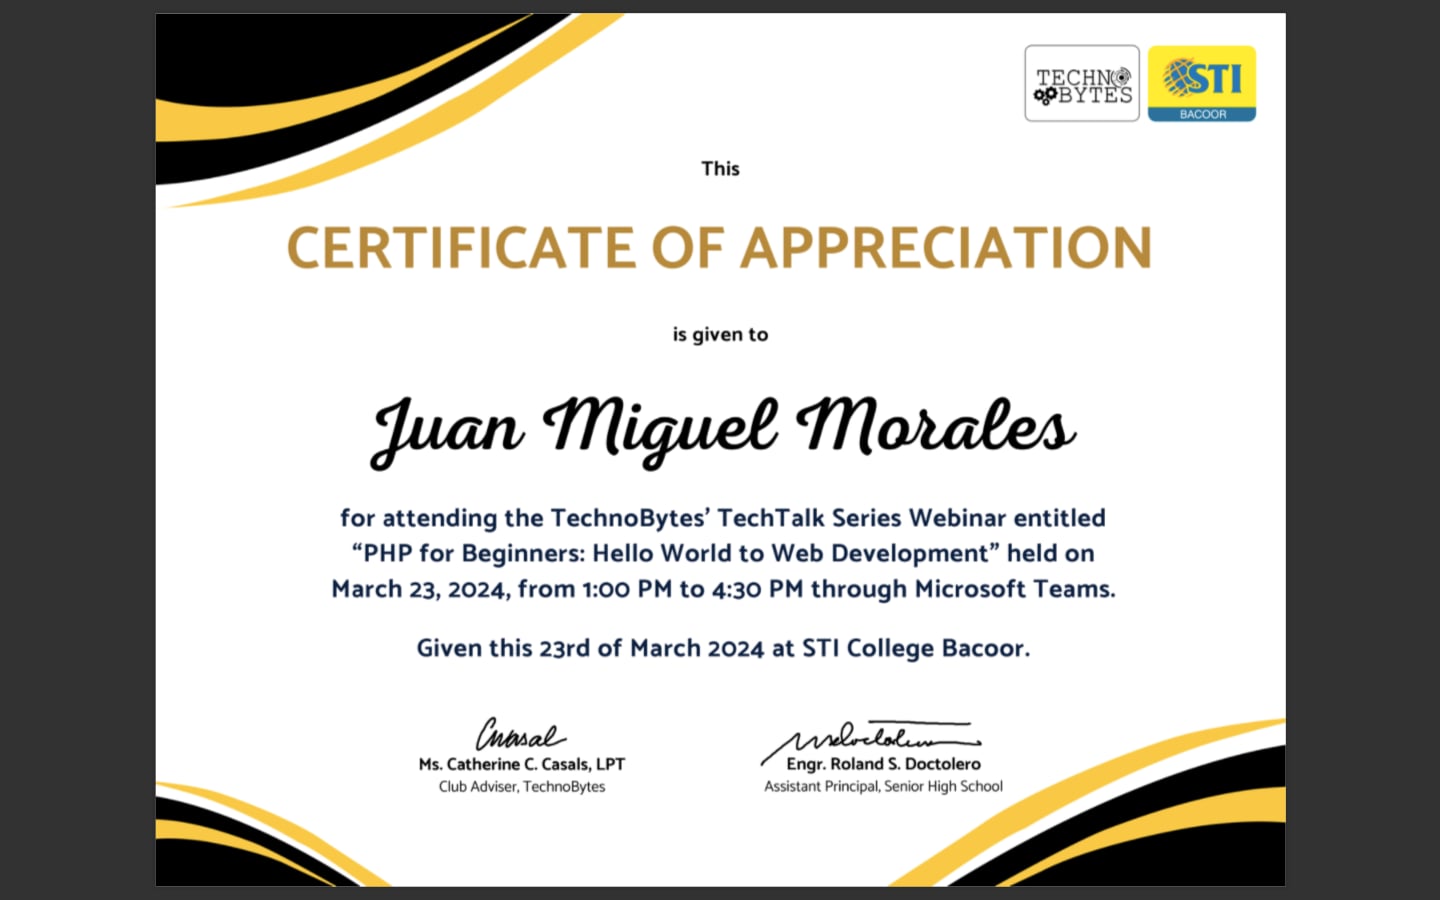 TECHNO
BYTES
STI
BACOOR
This
CERTIFICATE OF APPRECIATION
is given to
Juan Miguel Morales
for attending the TechnoBytes’ TechTalk Series Webinar entitled
“PHP for Beginners: Hello World to Web Development” held on
March 23, 2024, from 1:00 PM to 4:30 PM through Microsoft Teams.
Given this 23rd of March 2024 at STI College Bacoor.
Ms. Catherine C. Casals, LPT
Club Adviser, TechnoBytes
Engr. Roland S. Doctolero
Assistant Principal, Senior High School